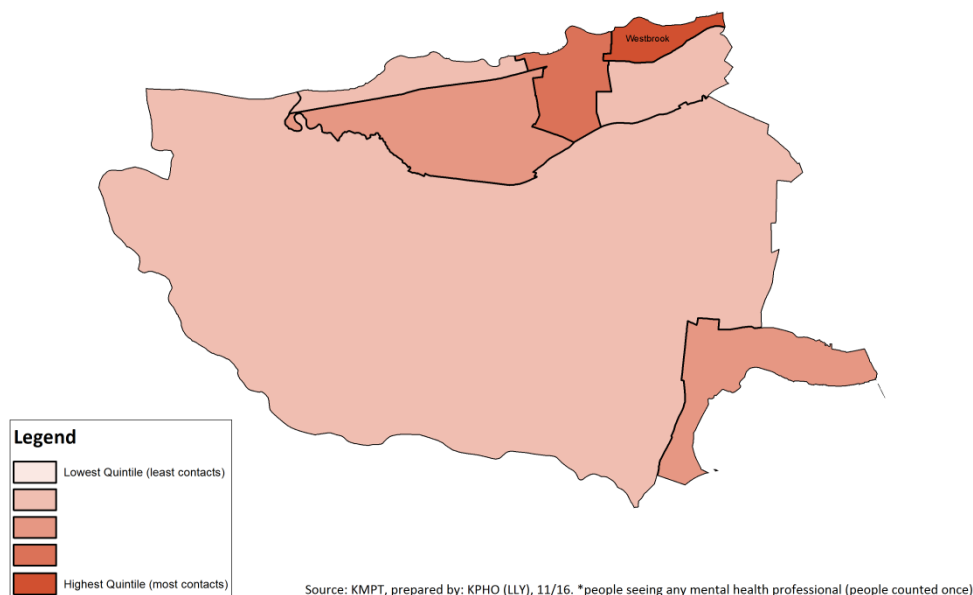 Westbrook
Legend
Lowest Quintile (least contacts)
Highest Quintile (most contacts)
Source: KMPT, prepared by: KPHO (LLY), 11/16. *people seeing any mental health professional (people counted once)